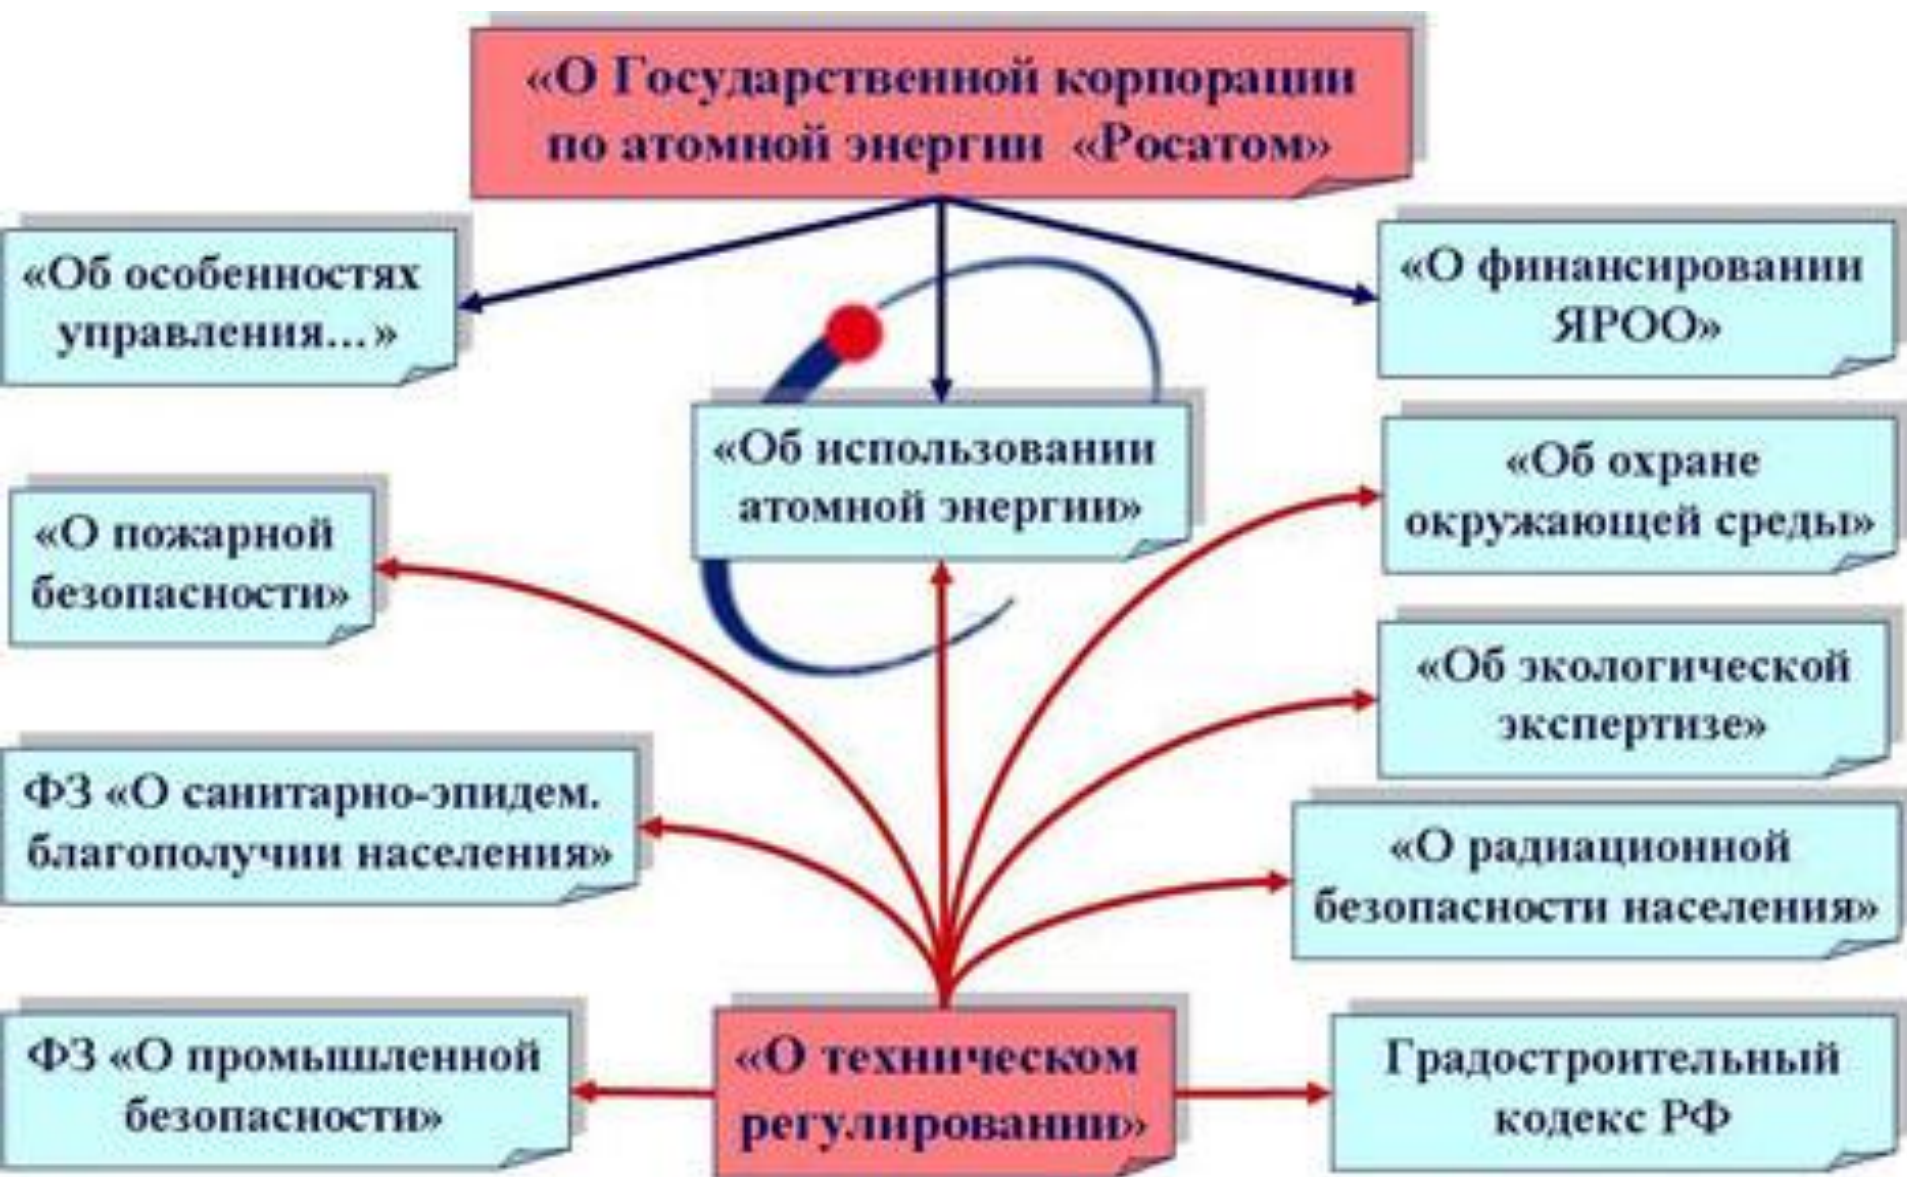 «О Государственной корпорации
по атомной энергии «Росатом»
«Об особенностях
управления...»
«О финансировании
ЯРОО»
«Об использовании
атомной энергии»
«Об охране
окружающей среды»
«О пожарной
безопасности»
«Об экологической
экспертизе»
ФЗ «О санитарно-эпидем.
благополучии населения»
«О радиационной
безопасности населения»
ФЗ «О промышленной
безопасности»
«О техническом
регулировании»
Градостроительный
кодекс РФ